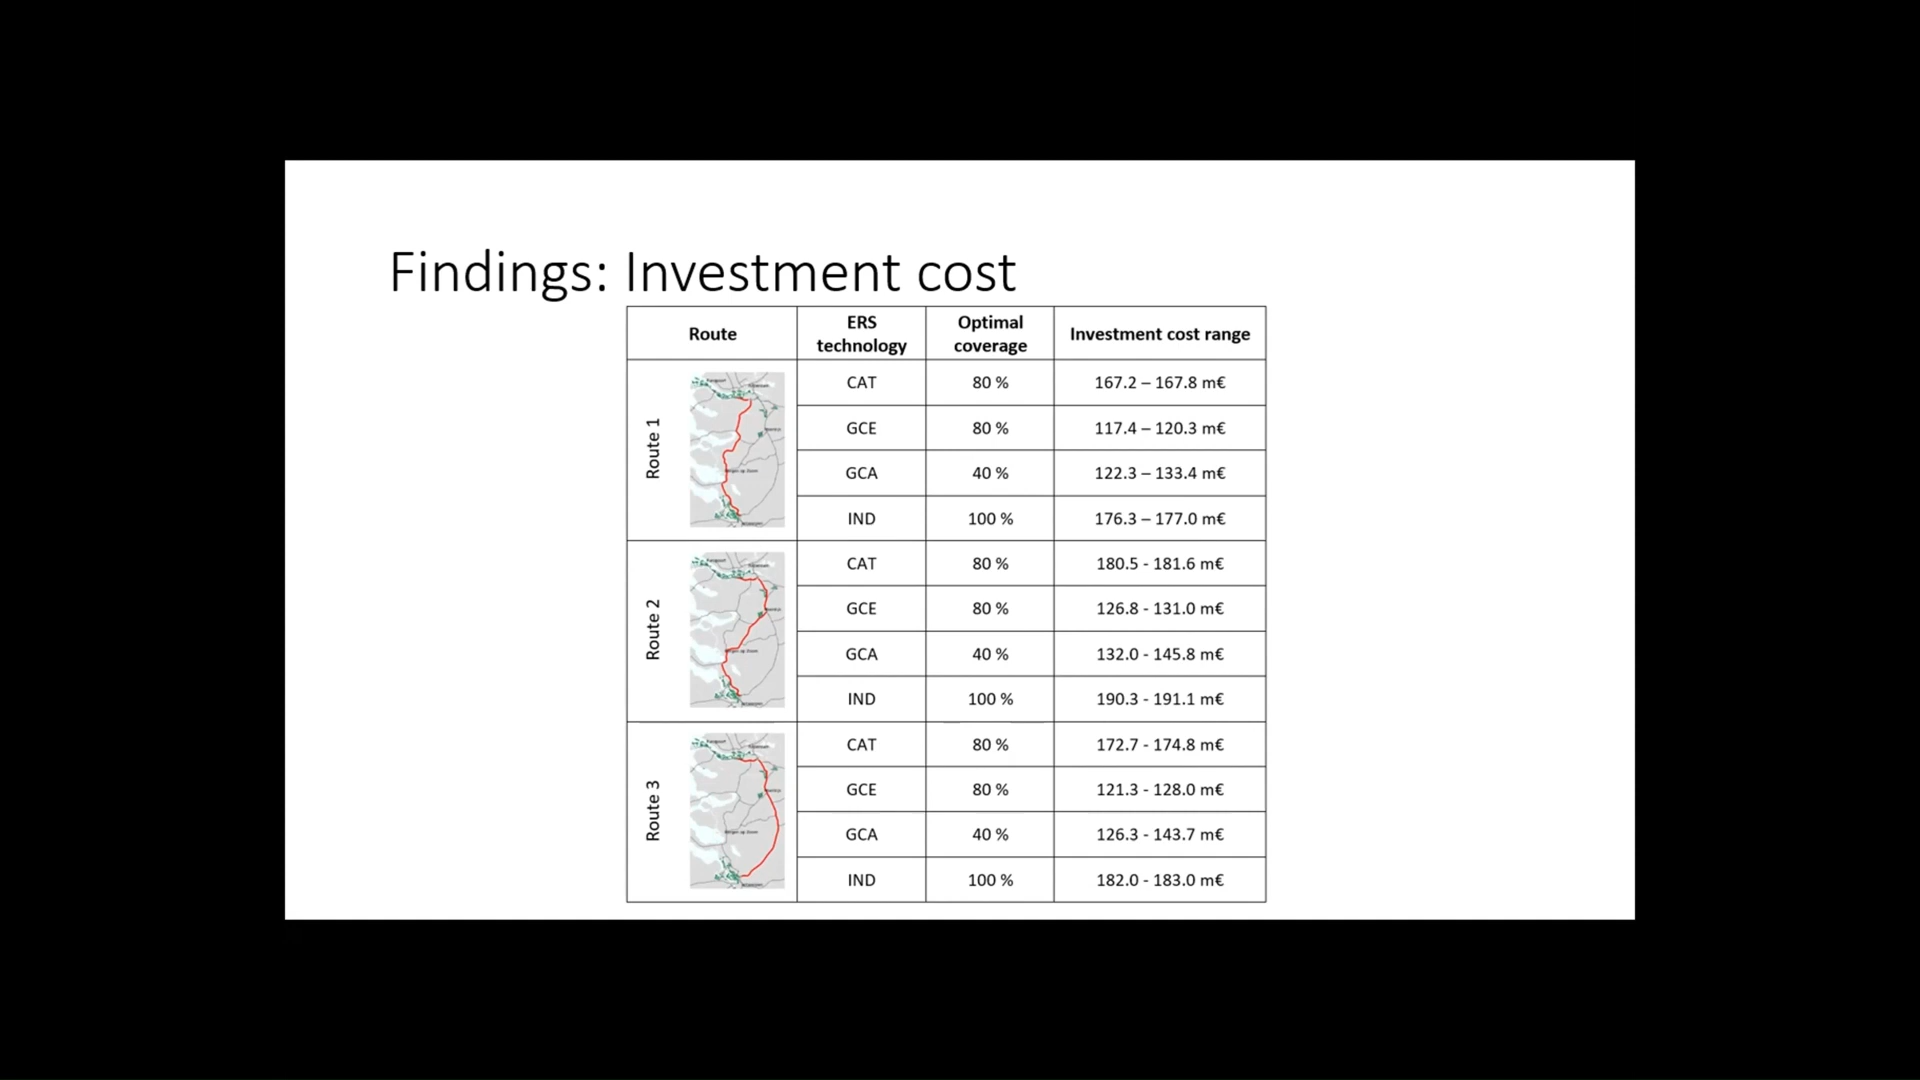 Findings: Investment cost
Route
ERS
technology
Optimal
coverage
Investment cost range
Route 1
CAT
80 %
167.2 – 167.8 m€
GCE
80 %
117.4 – 120.3 m€
GCA
40 %
122.3 – 133.4 m€
IND
100 %
176.3 – 177.0 m€
Route 2
CAT
80 %
180.5 - 181.6 m€
GCE
80 %
126.8 - 131.0 m€
GCA
40 %
132.0 - 145.8 m€
IND
100 %
190.3 - 191.1 m€
Route 3
CAT
80 %
172.7 - 174.8 m€
GCE
80 %
121.3 - 128.0 m€
GCA
40 %
126.3 - 143.7 m€
IND
100 %
182.0 - 183.0 m€